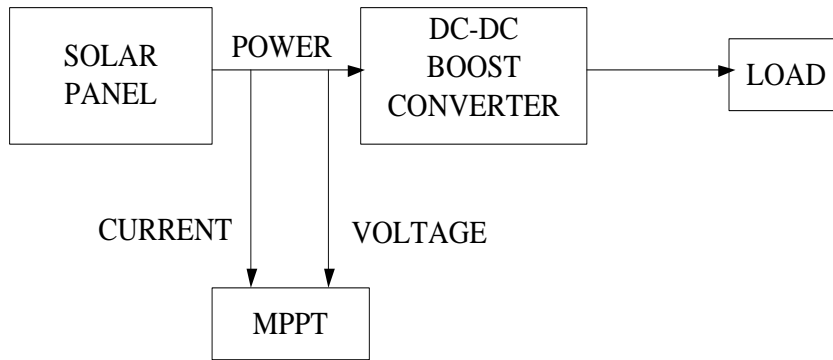 SOLAR
PANEL
POWER
DC-DC
BOOST
CONVERTER
LOAD
CURRENT
VOLTAGE
MPPT